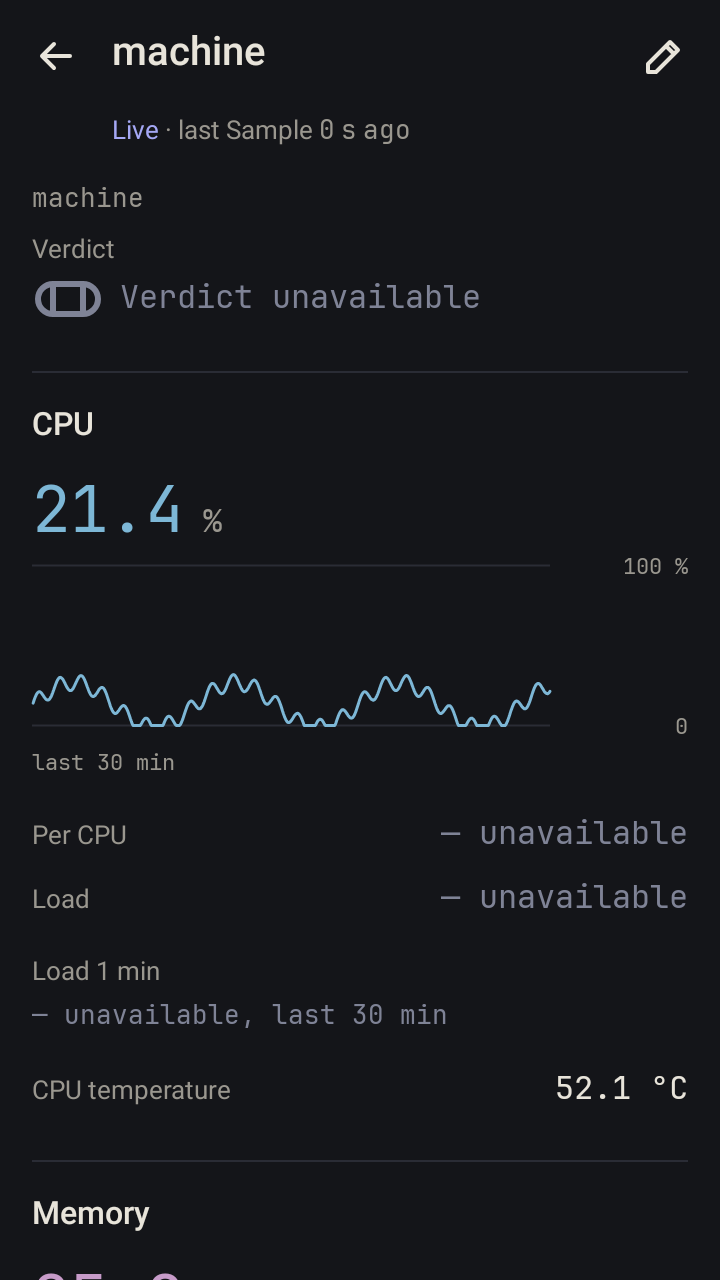 machine
Live · last Sample 0 s ago
machine
Verdict
Verdict unavailable
CPU
21.4 %
100 %
0
last 30 min
Per CPU — unavailable
Load — unavailable
Load 1 min
— unavailable, last 30 min
CPU temperature 52.1 °C
Memory